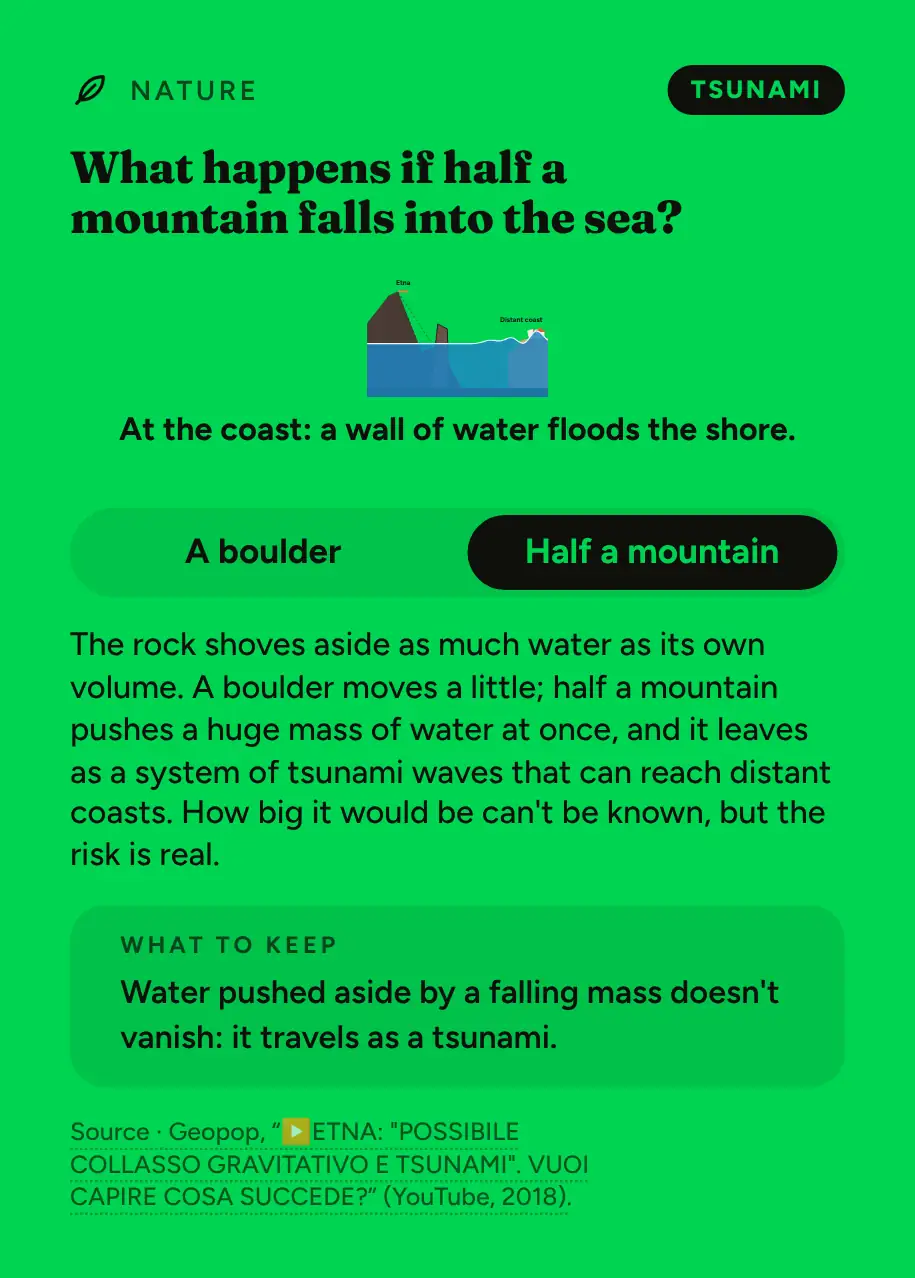 NATURE
TSUNAMI
What happens if half a
mountain falls into the sea?
Etna
Distant coast
At the coast: a wall of water floods the shore.
A boulder
Half a mountain
The rock shoves aside as much water as its own
volume. A boulder moves a little; half a mountain
pushes a huge mass of water at once, and it leaves
as a system of tsunami waves that can reach distant
coasts. How big it would be can't be known, but the
risk is real.
WHAT TO KEEP
Water pushed aside by a falling mass doesn't
vanish: it travels as a tsunami.
Source · Geopop, “▶️ETNA: "POSSIBILE
COLLASSO GRAVITATIVO E TSUNAMI". VUOI
CAPIRE COSA SUCCEDE?” (YouTube, 2018).